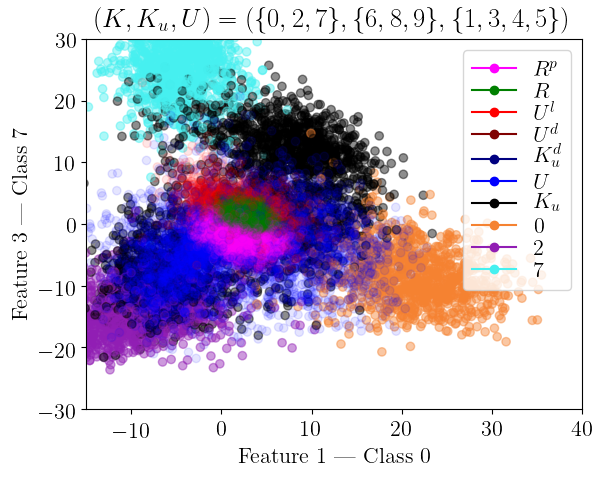 (K, K_u, U) = ({0, 2, 7}, {6, 8, 9}, {1, 3, 4, 5})
30
20
10
0
−10
−20
−30
Feature 3 — Class 7
R^p
R
U^l
U^d
K_u^d
U
K_u
0
2
7
−10
0
10
20
30
40
Feature 1 — Class 0